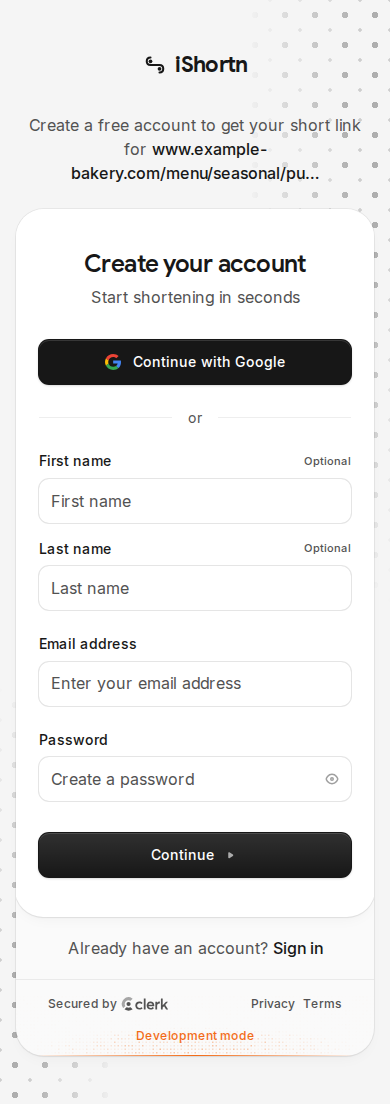 iShortn
Create a free account to get your short link
for www.example-
bakery.com/menu/seasonal/pu...
Create your account
Start shortening in seconds
Continue with Google
or
First name Optional
First name
Last name Optional
Last name
Email address
Enter your email address
Password
Create a password
Continue
Already have an account? Sign in
Secured by clerk Privacy Terms
Development mode